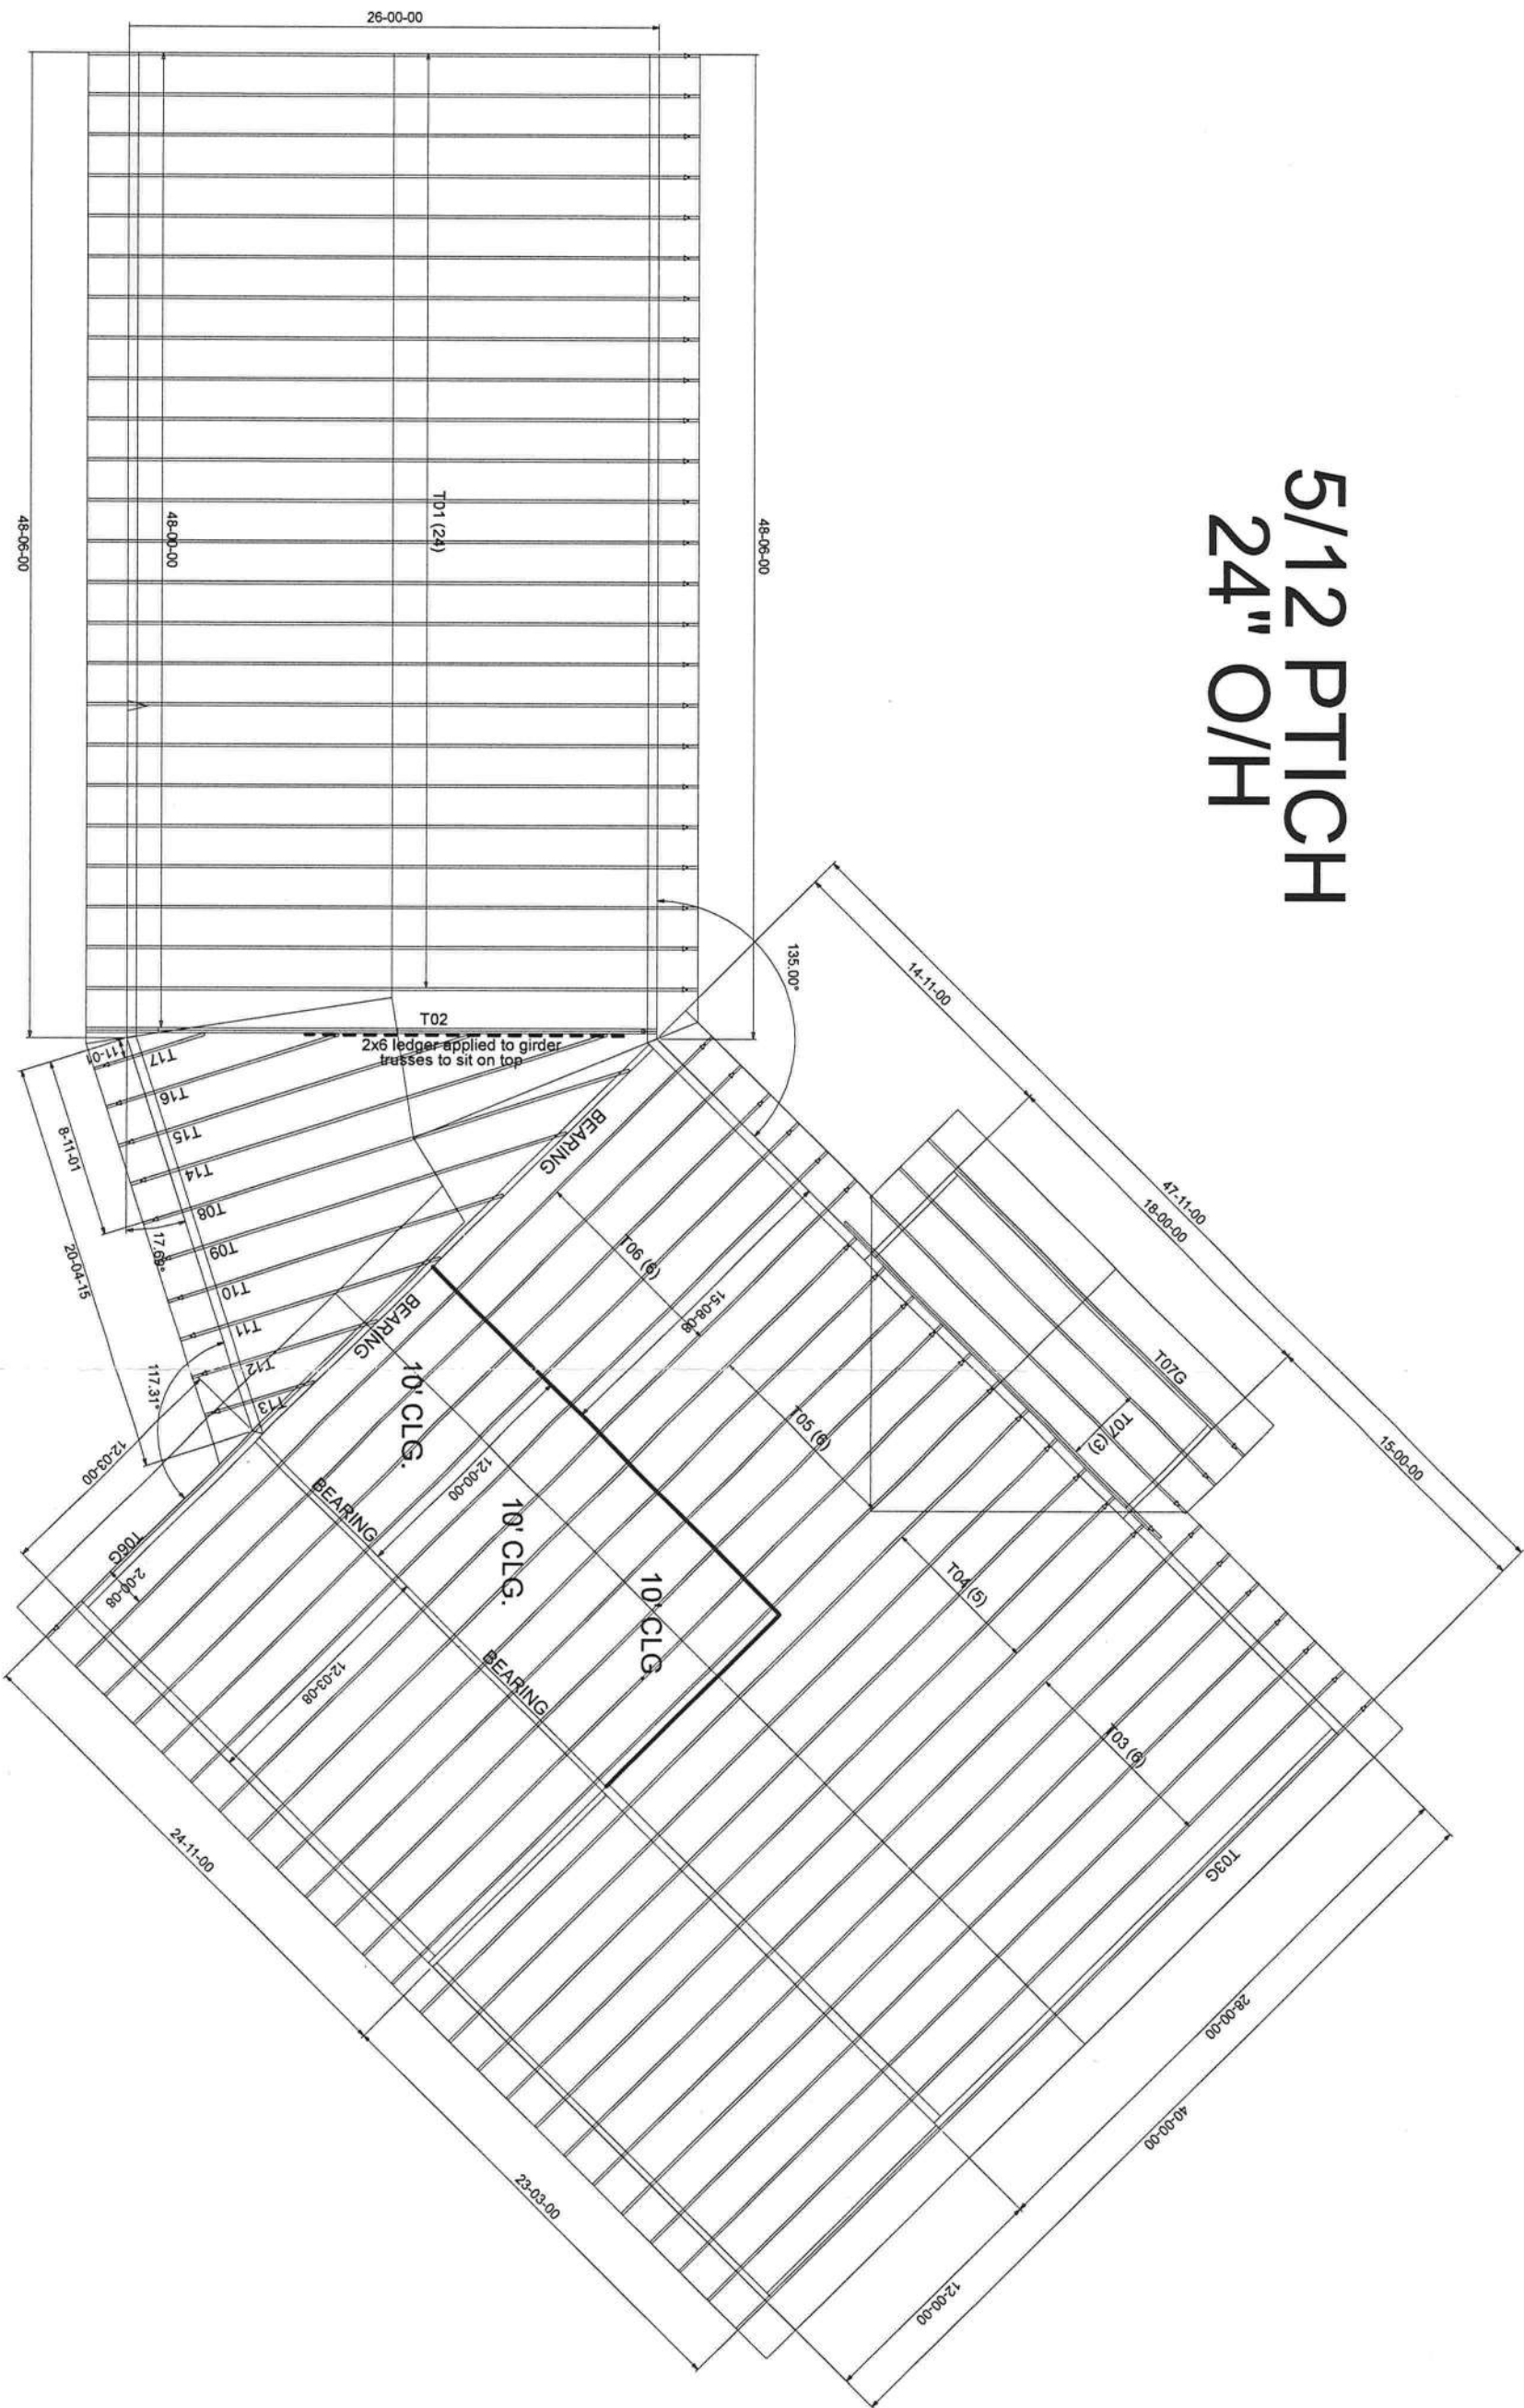 5/12 PTICH
24" O/H
26-00-00
48-06-00
T01 (24)
48-00-00
48-06-00
135.00°
T02
2x6 ledger applied to girder
trusses to sit on top
11-01
T17
T16
T15
T14
T08
T09
T10
T11
T12
T13
8-11-01
20-04-15
17.69°
117.31°
14-11-00
47-11-00
18-00-00
15-00-00
T07G
T07 (3)
BEARING
BEARING
T06 (6)
15-08-08
T05 (6)
T04 (5)
T03 (6)
T03G
10' CLG.
10' CLG.
10' CLG
12-00-00
BEARING
BEARING
12-03-00
T06G
2-00-08
12-03-08
24-11-00
23-03-00
28-00-00
40-00-00
12-00-00